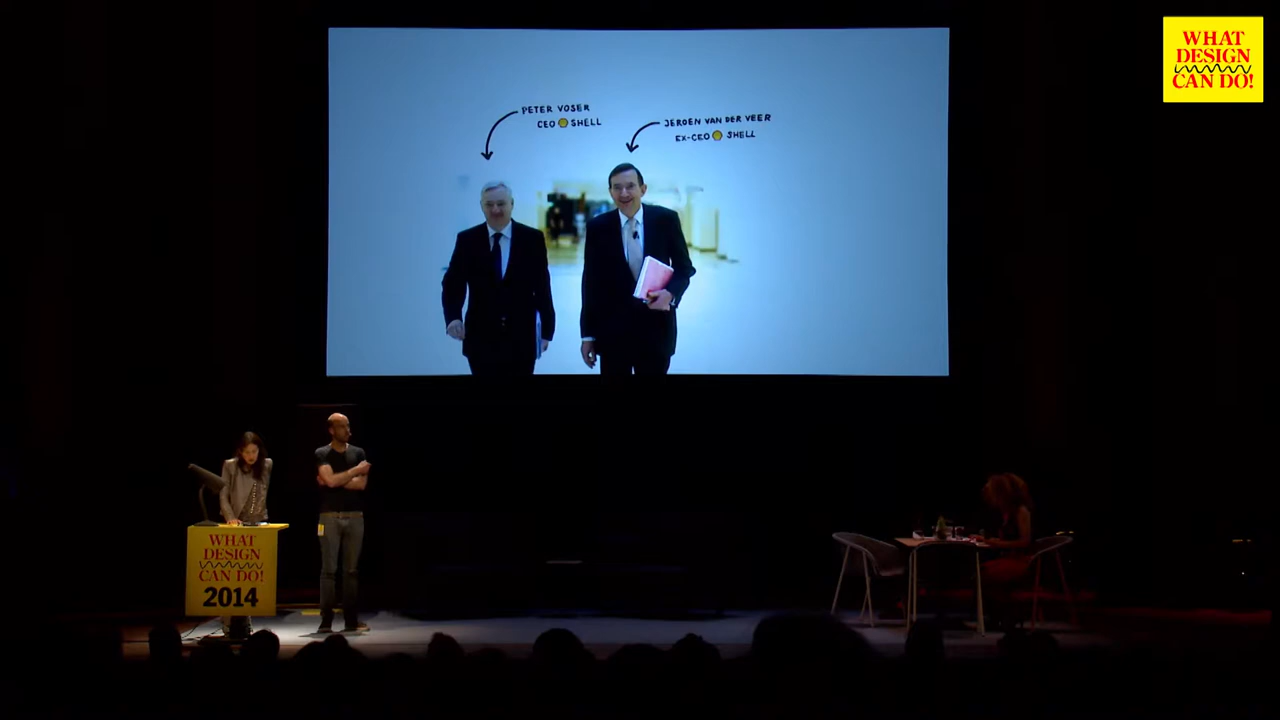 WHAT
DESIGN
CAN DO!
PETER VOSER
CEO SHELL
JEROEN VAN DER VEER
EX-CEO SHELL
WHAT
DESIGN
CAN DO!
2014